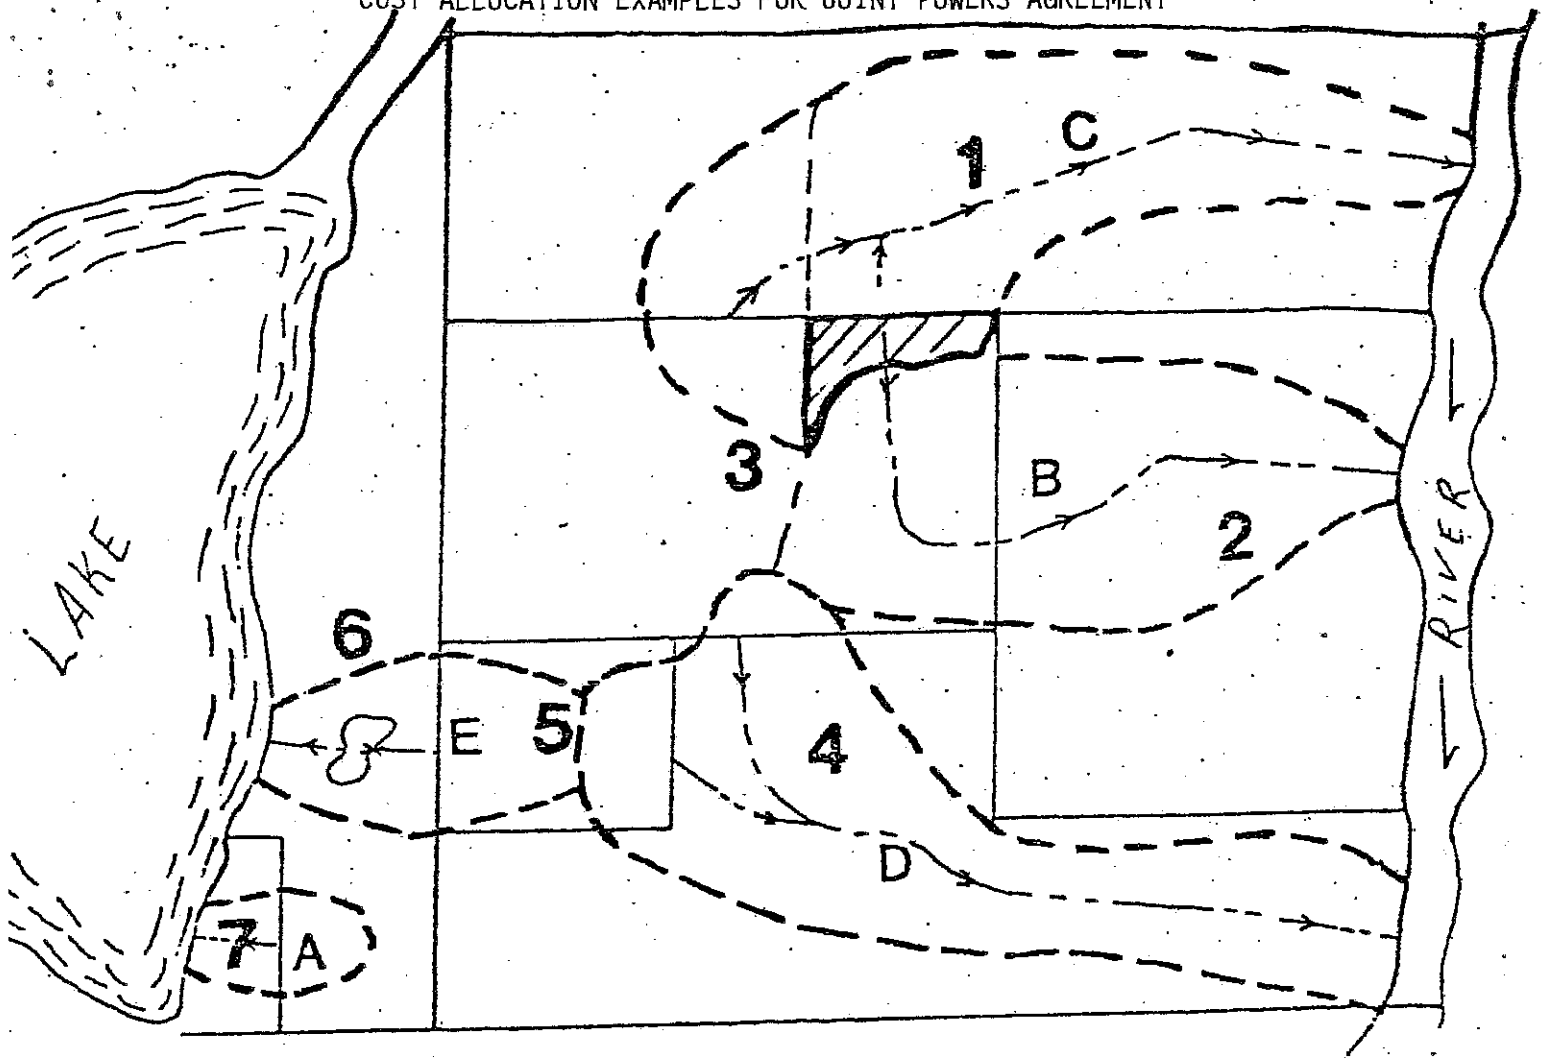 COST ALLOCATION EXAMPLES FOR JOINT POWERS AGREEMENT
1 C
3
B
2
LAKE
RIVER
6
E
5
4
D
7 A